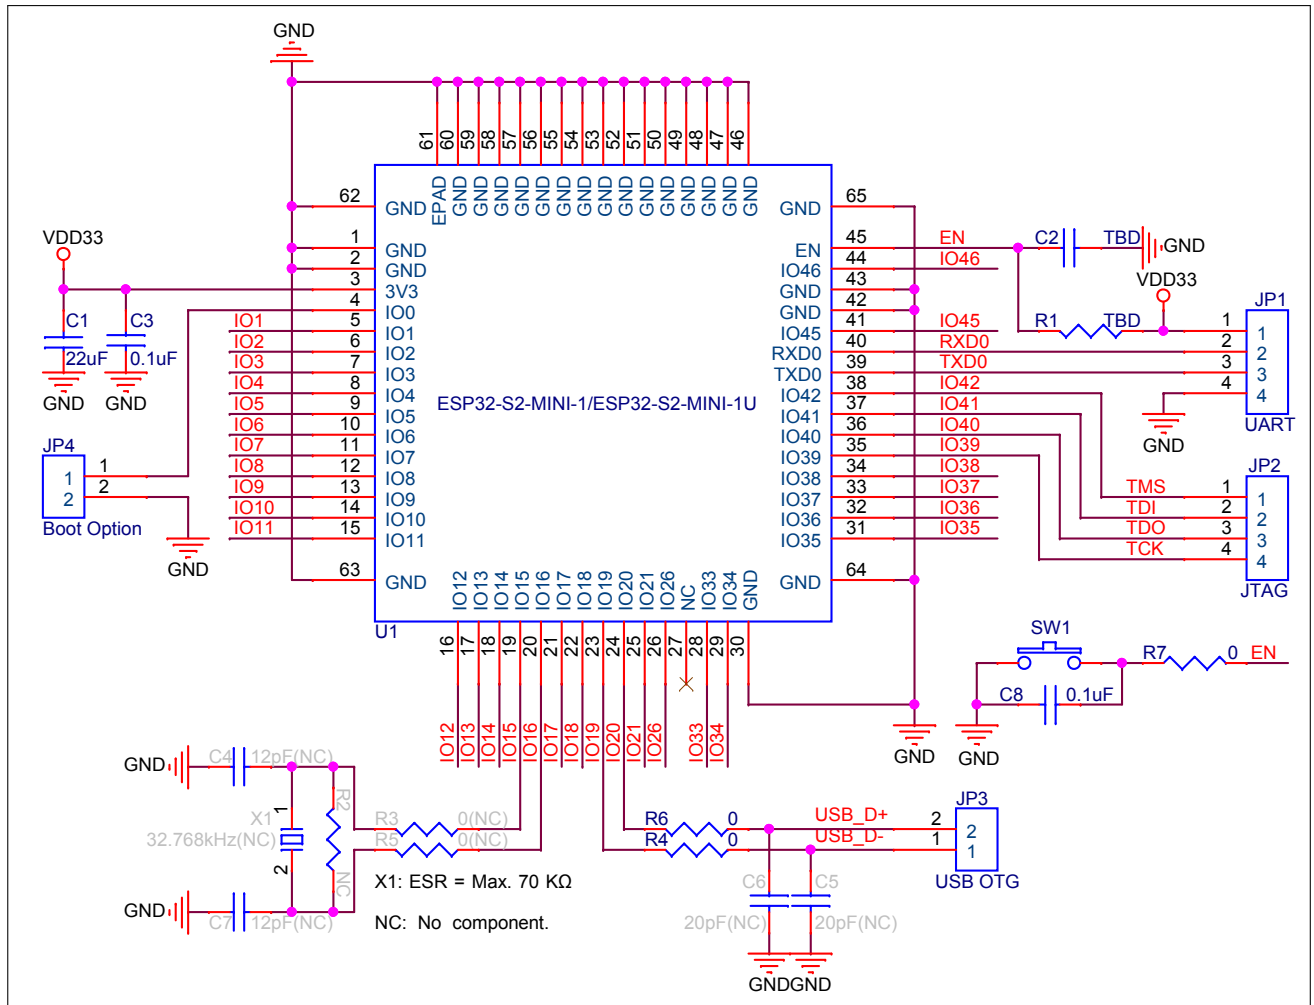 GND
61 60 59 58 57 56 55 54 53 52 51 50 49 48 47 46
EPAD GND GND GND GND GND GND GND GND GND GND GND GND GND GND GND
62 GND
GND 65
1 GND
EN 45 EN
C2 TBD GND
2 GND
IO46 44 IO46
VDD33
3 3V3
GND 43
VDD33
4 IO0
GND 42
JP1
C1 22uF
C3 0.1uF
GND GND
IO1 5 IO1
IO45 41 IO45
R1 TBD
1 1
IO2 6 IO2
RXD0 40 RXD0
2 2
IO3 7 IO3
TXD0 39 TXD0
3 3
IO4 8 IO4
IO42 38 IO42
4 4
GND
UART
ESP32-S2-MINI-1/ESP32-S2-MINI-1U
IO5 9 IO5
IO41 37 IO41
IO6 10 IO6
IO40 36 IO40
IO7 11 IO7
IO39 35 IO39
IO8 12 IO8
IO38 34 IO38
IO9 13 IO9
IO37 33 IO37
IO10 14 IO10
IO36 32 IO36
IO11 15 IO11
IO35 31 IO35
JP4
1 1
2 2
Boot Option
GND
JP2
TMS 1 1
TDI 2 2
TDO 3 3
TCK 4 4
JTAG
63 GND
GND 64
IO12 IO13 IO14 IO15 IO16 IO17 IO18 IO19 IO20 IO21 IO26 NC IO33 IO34 GND
U1
16 17 18 19 20 21 22 23 24 25 26 27 28 29 30
IO12 IO13 IO14 IO15 IO16 IO17 IO18 IO19 IO20 IO21 IO26 IO33 IO34
SW1
R7 0 EN
C8 0.1uF
GND
GND
GND C4 12pF(NC)
X1
32.768kHz(NC)
1
2
R2
NC
R3 0(NC)
R5 0(NC)
GND C7 12pF(NC)
X1: ESR = Max. 70 KΩ
NC: No component.
R6 0 USB_D+ 2 2
R4 0 USB_D- 1 1
JP3
USB OTG
C6 20pF(NC)
C5 20pF(NC)
GND GND